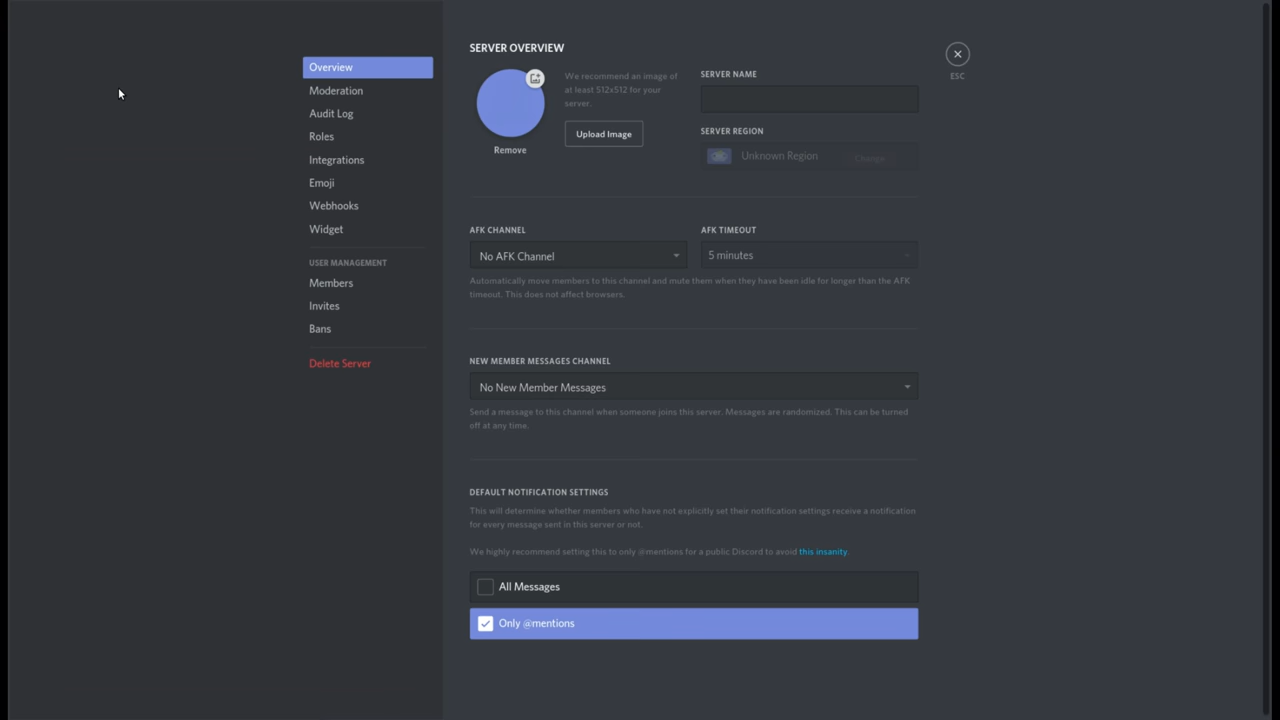 Overview
Moderation
Audit Log
Roles
Integrations
Emoji
Webhooks
Widget
USER MANAGEMENT
Members
Invites
Bans
Delete Server
SERVER OVERVIEW
We recommend an image of
at least 512x512 for your
server.
Upload Image
Remove
SERVER NAME
SERVER REGION
Unknown Region
Change
ESC
AFK CHANNEL
No AFK Channel
AFK TIMEOUT
5 minutes
Automatically move members to this channel and mute them when they have been idle for longer than the AFK
timeout. This does not affect browsers.
NEW MEMBER MESSAGES CHANNEL
No New Member Messages
Send a message to this channel when someone joins this server. Messages are randomized. This can be turned
off at any time.
DEFAULT NOTIFICATION SETTINGS
This will determine whether members who have not explicitly set their notification settings receive a notification
for every message sent in this server or not.
We highly recommend setting this to only @mentions for a public Discord to avoid this insanity.
All Messages
Only @mentions